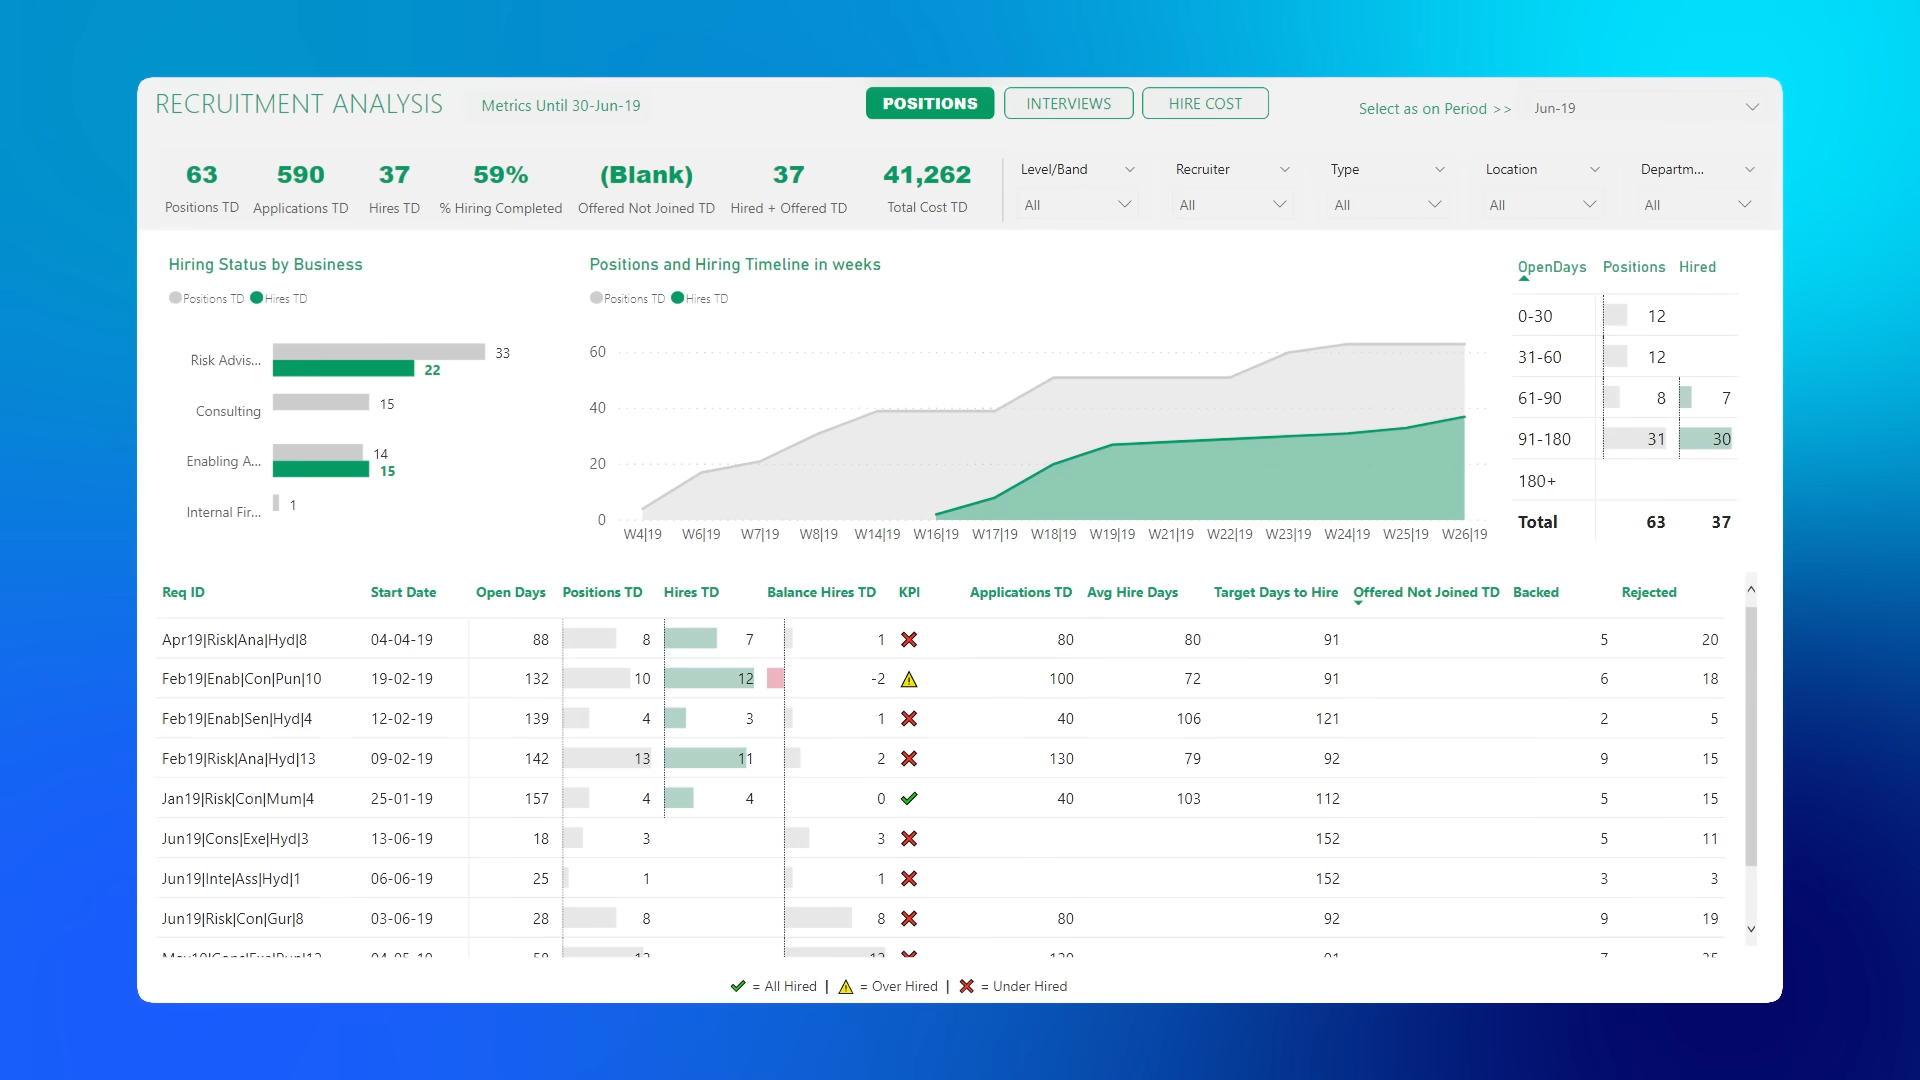 RECRUITMENT ANALYSIS
Metrics Until 30-Jun-19
POSITIONS
INTERVIEWS
HIRE COST
Select as on Period >>
Jun-19
63 590 37 59% (Blank) 37 41,262
Positions TD Applications TD Hires TD % Hiring Completed Offered Not Joined TD Hired + Offered TD Total Cost TD
Level/Band Recruiter Type Location Departm...
All All All All All
Hiring Status by Business
Positions TD Hires TD
Risk Advis... 33
22
Consulting 15
Enabling A... 14
15
Internal Fir... 1
Positions and Hiring Timeline in weeks
Positions TD Hires TD
60
40
20
0
W4|19 W6|19 W7|19 W8|19 W14|19 W16|19 W17|19 W18|19 W19|19 W21|19 W22|19 W23|19 W24|19 W25|19 W26|19
OpenDays Positions Hired
0-30 12
31-60 12
61-90 8 7
91-180 31 30
180+
Total 63 37
Req ID Start Date Open Days Positions TD Hires TD Balance Hires TD KPI Applications TD Avg Hire Days Target Days to Hire Offered Not Joined TD Backed Rejected
Apr19|Risk|Ana|Hyd|8 04-04-19 88 8 7 1 80 80 91 5 20
Feb19|Enab|Con|Pun|10 19-02-19 132 10 12 -2 100 72 91 6 18
Feb19|Enab|Sen|Hyd|4 12-02-19 139 4 3 1 40 106 121 2 5
Feb19|Risk|Ana|Hyd|13 09-02-19 142 13 11 2 130 79 92 9 15
Jan19|Risk|Con|Mum|4 25-01-19 157 4 4 0 40 103 112 5 15
Jun19|Cons|Exe|Hyd|3 13-06-19 18 3 3 152 5 11
Jun19|Inte|Ass|Hyd|1 06-06-19 25 1 1 152 3 3
Jun19|Risk|Con|Gur|8 03-06-19 28 8 8 80 92 9 19
= All Hired | = Over Hired | = Under Hired